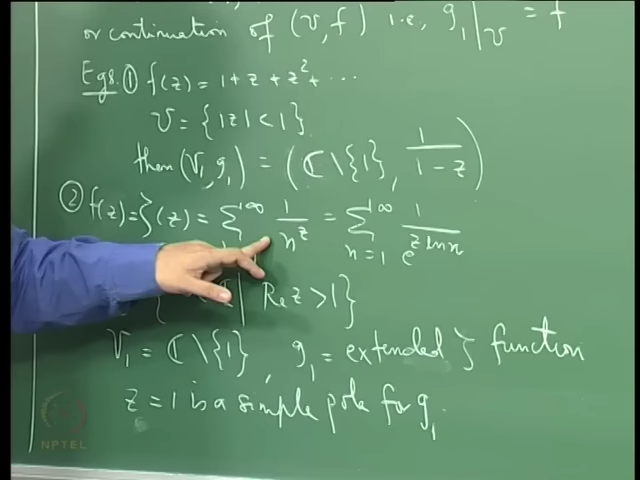 or continuation of (V, f) i.e, g₁|_V = f
Egs. ① f(z) = 1 + z + z² + ...
V = {|z| < 1}
then (V₁, g₁) = (ℂ \ {1}, 1/(1 - z))
② f(z) = ζ(z) = Σ^{+∞} 1/n^z = Σ_{n=1}^{+∞} 1/e^{z ln n}
{ ℂ | Re z > 1}
V₁ = ℂ \ {1}, g₁ = extended ζ function
z = 1 is a simple pole for g₁.
NPTEL